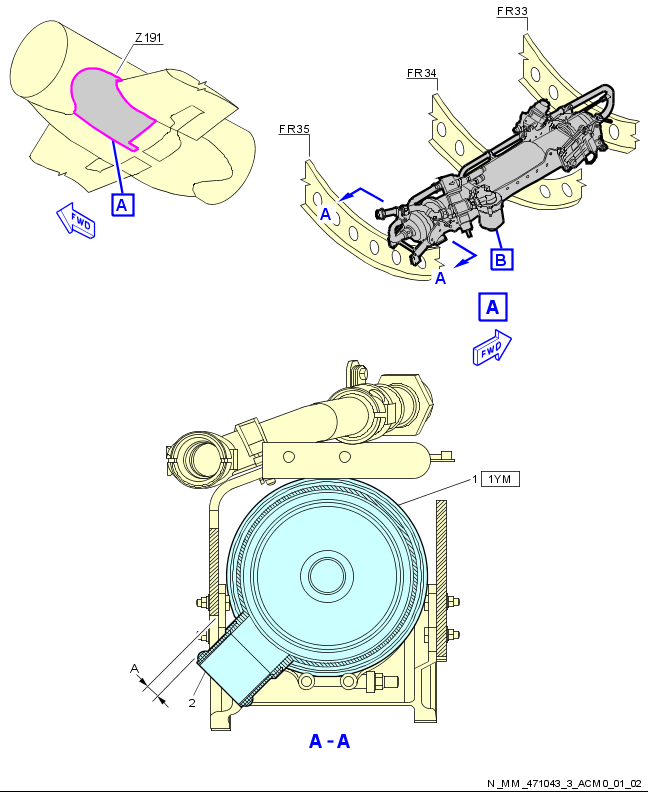 Z191
A
FWD
FR33
FR34
FR35
A
A
B
A
FWD
1 1YM
A
2
A-A
N_MM_471043_3_ACM0_01_02